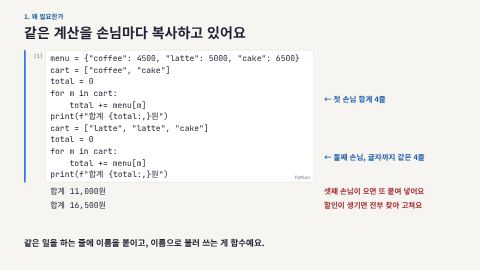 1. 왜 필요한가
같은 계산을 손님마다 복사하고 있어요
[1]
menu = {"coffee": 4500, "latte": 5000, "cake": 6500}
cart = ["coffee", "cake"]
total = 0
for m in cart:
    total += menu[m]
print(f"합계 {total:,}원")
cart = ["latte", "latte", "cake"]
total = 0
for m in cart:
    total += menu[m]
print(f"합계 {total:,}원")
Python
← 첫 손님 합계 4줄
← 둘째 손님, 글자까지 같은 4줄
합계 11,000원
합계 16,500원
셋째 손님이 오면 또 붙여 넣어요
할인이 생기면 전부 찾아 고쳐요
같은 일을 하는 줄에 이름을 붙이고, 이름으로 불러 쓰는 게 함수예요.